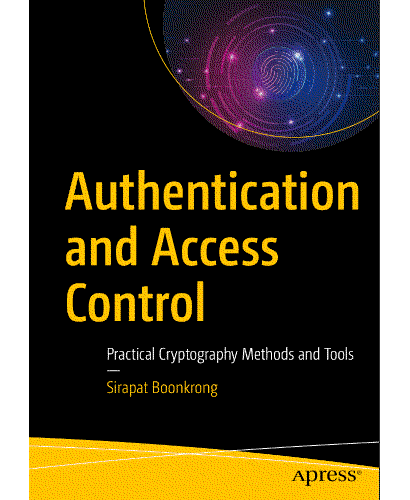 Authentication
and Access
Control
Practical Cryptography Methods and Tools
—
Sirapat Boonkrong
Apress®